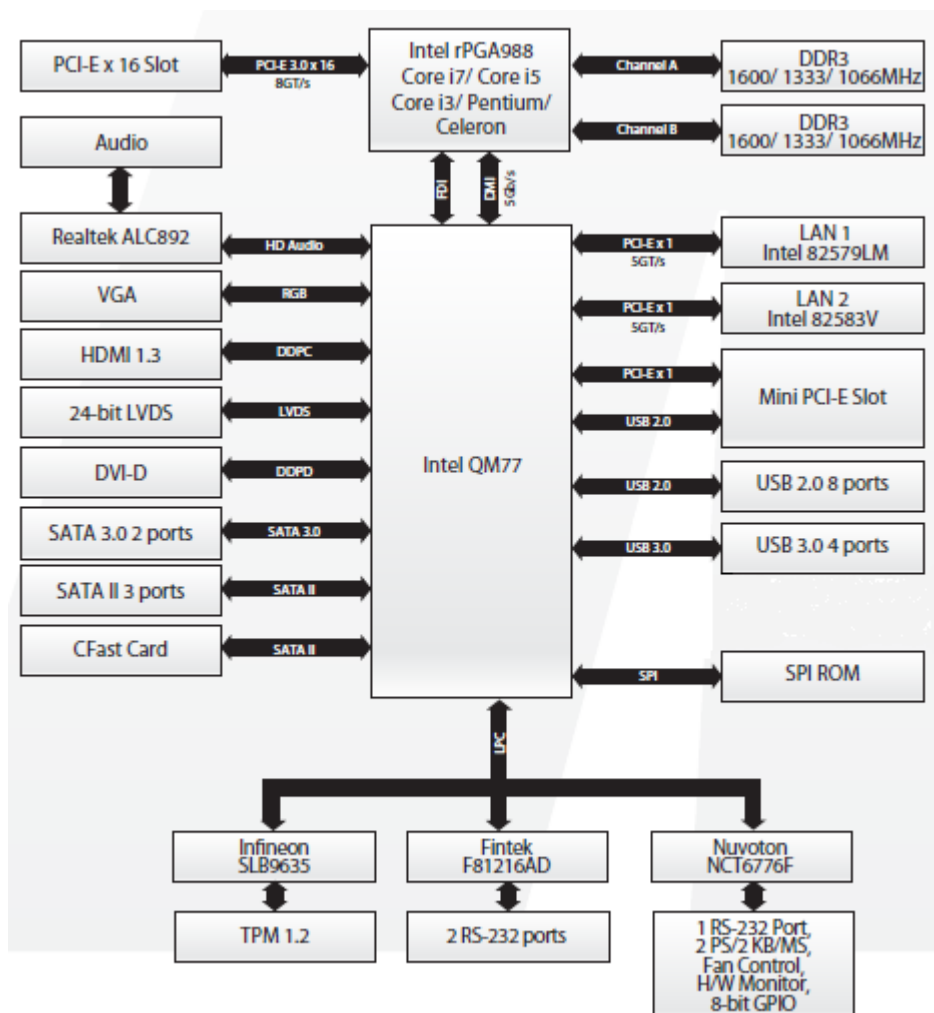 PCI-E x 16 Slot
PCI-E 3.0 x 16
8GT/s
Intel rPGA988
Core i7/ Core i5
Core i3/ Pentium/
Celeron
Channel A
DDR3
1600/ 1333/ 1066MHz
Channel B
DDR3
1600/ 1333/ 1066MHz
Audio
FDI
DMI
5Gb/s
Realtek ALC892
HD Audio
VGA
RGB
HDMI 1.3
DDPC
24-bit LVDS
LVDS
DVI-D
DDPD
SATA 3.0 2 ports
SATA 3.0
SATA II 3 ports
SATA II
CFast Card
SATA II
Intel QM77
PCI-E x 1
5GT/s
LAN 1
Intel 82579LM
PCI-E x 1
5GT/s
LAN 2
Intel 82583V
PCI-E x 1
USB 2.0
Mini PCI-E Slot
USB 2.0
USB 2.0 8 ports
USB 3.0
USB 3.0 4 ports
SPI
SPI ROM
LPC
Infineon
SLB9635
Fintek
F81216AD
Nuvoton
NCT6776F
TPM 1.2
2 RS-232 ports
1 RS-232 Port,
2 PS/2 KB/MS,
Fan Control,
H/W Monitor,
8-bit GPIO